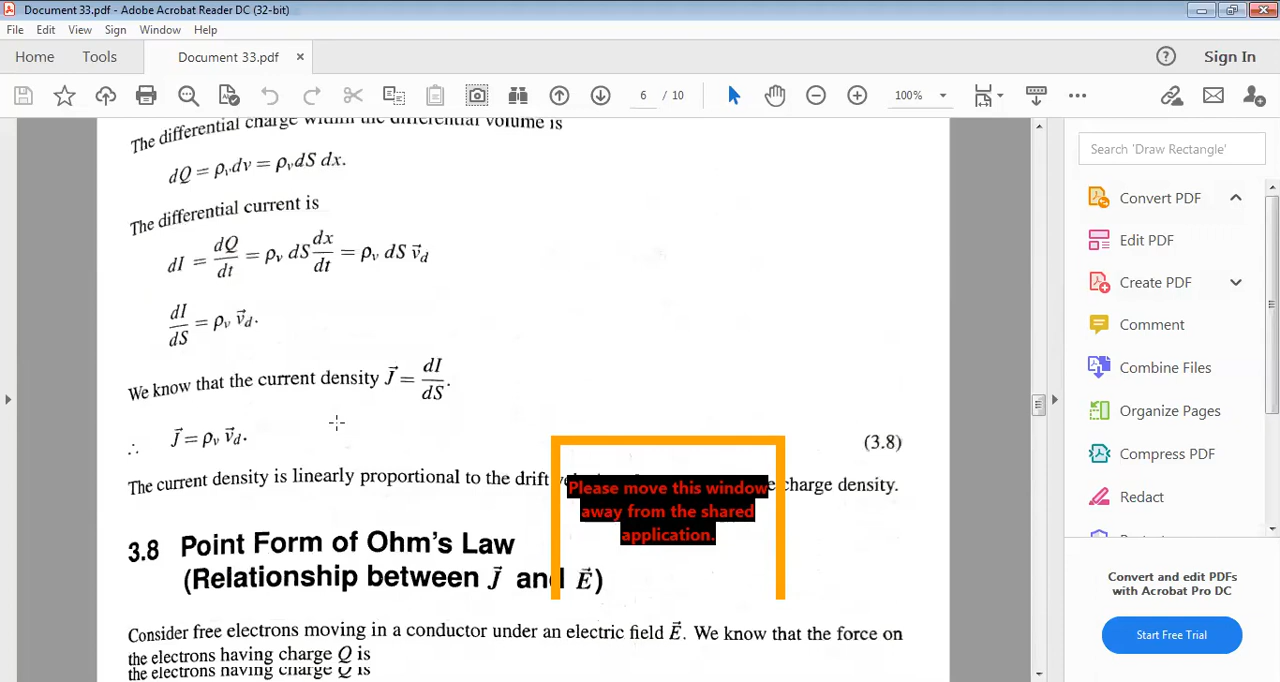 Document 33.pdf - Adobe Acrobat Reader DC (32-bit)
File Edit View Sign Window Help
Home Tools Document 33.pdf × Sign In
6 / 10 100%
The differential charge within the differential volume is
dQ = ρᵥdv = ρᵥdS dx.
The differential current is
dI = dQ/dt = ρᵥ dS dx/dt = ρᵥ dS v⃗_d
dI/dS = ρᵥ v⃗_d.
We know that the current density J⃗ = dI/dS.
∴ J⃗ = ρᵥ v⃗_d. (3.8)
The current density is linearly proportional to the drift charge density.
Please move this window
away from the shared
application.
3.8 Point Form of Ohm's Law
(Relationship between J⃗ and E⃗)
Consider free electrons moving in a conductor under an electric field E⃗. We know that the force on
the electrons having charge Q is
the electrons having charge Q is
Search 'Draw Rectangle'
Convert PDF
Edit PDF
Create PDF
Comment
Combine Files
Organize Pages
Compress PDF
Redact
Convert and edit PDFs
with Acrobat Pro DC
Start Free Trial